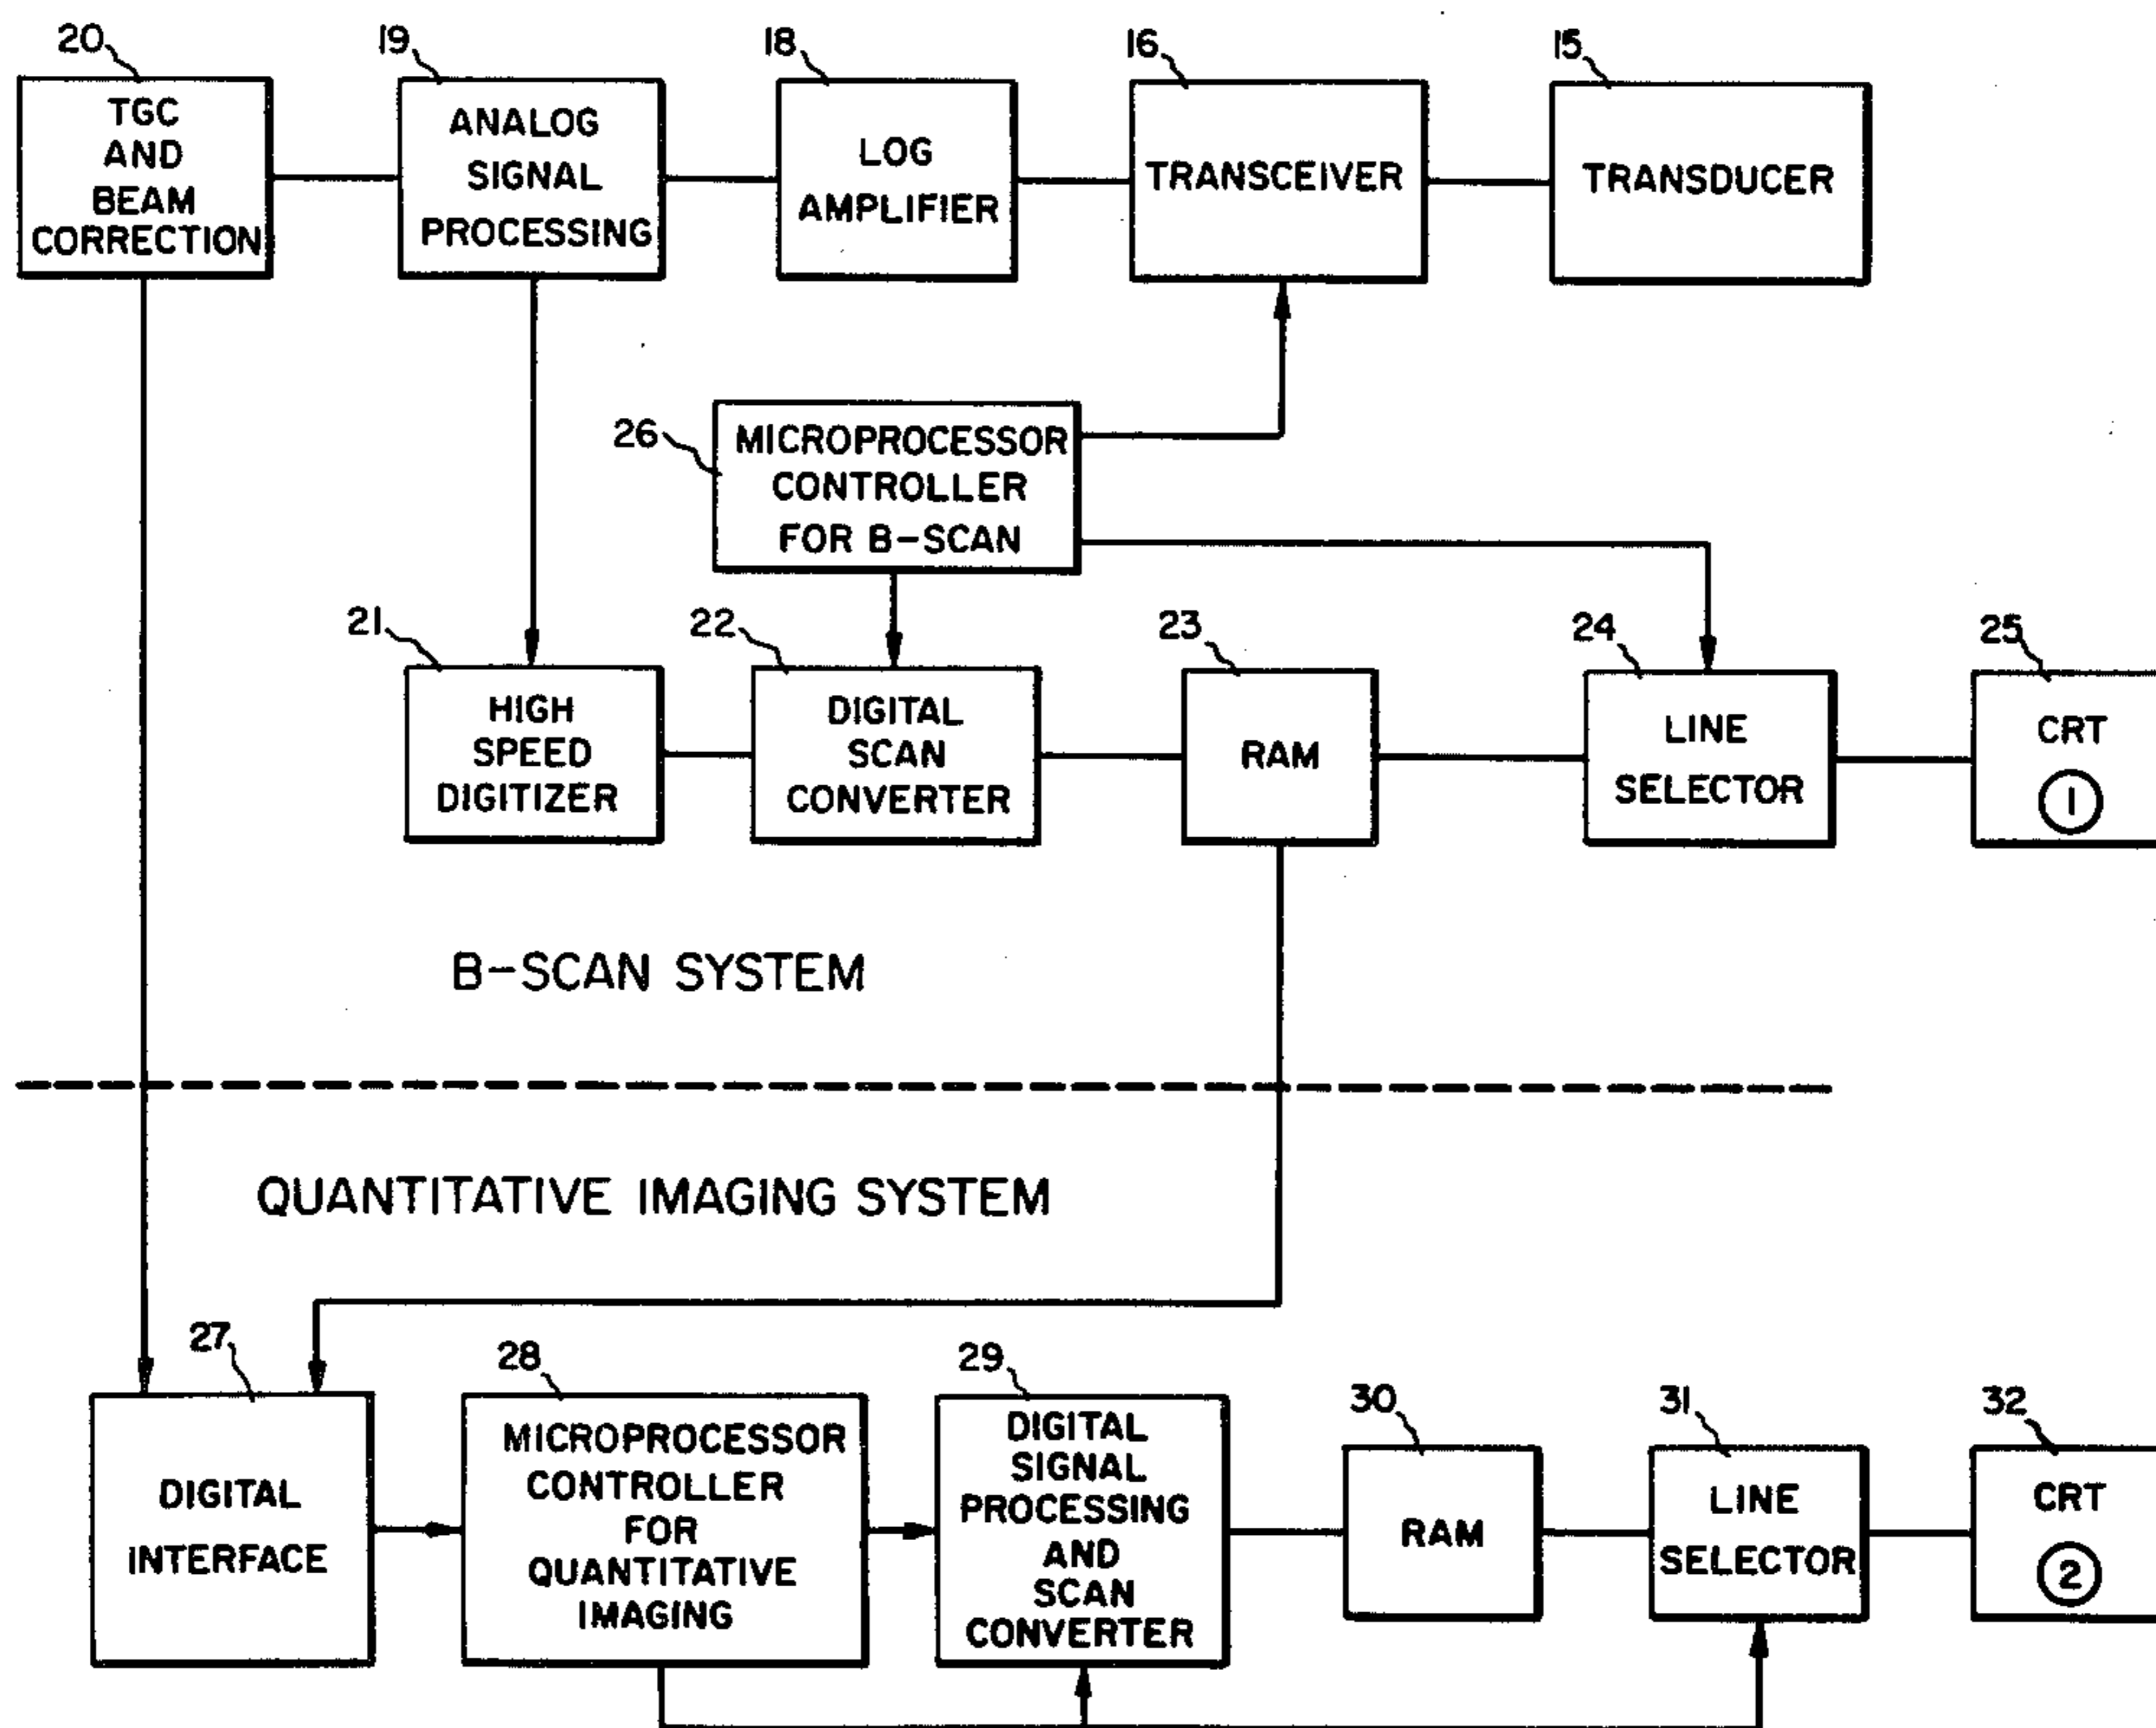 20
TGC
AND
BEAM
CORRECTION
19
ANALOG
SIGNAL
PROCESSING
18
LOG
AMPLIFIER
16
TRANSCEIVER
15
TRANSDUCER
26
MICROPROCESSOR
CONTROLLER
FOR B-SCAN
21
HIGH
SPEED
DIGITIZER
22
DIGITAL
SCAN
CONVERTER
23
RAM
24
LINE
SELECTOR
25
CRT
1
B-SCAN SYSTEM
QUANTITATIVE IMAGING SYSTEM
27
DIGITAL
INTERFACE
28
MICROPROCESSOR
CONTROLLER
FOR
QUANTITATIVE
IMAGING
29
DIGITAL
SIGNAL
PROCESSING
AND
SCAN
CONVERTER
30
RAM
31
LINE
SELECTOR
32
CRT
2